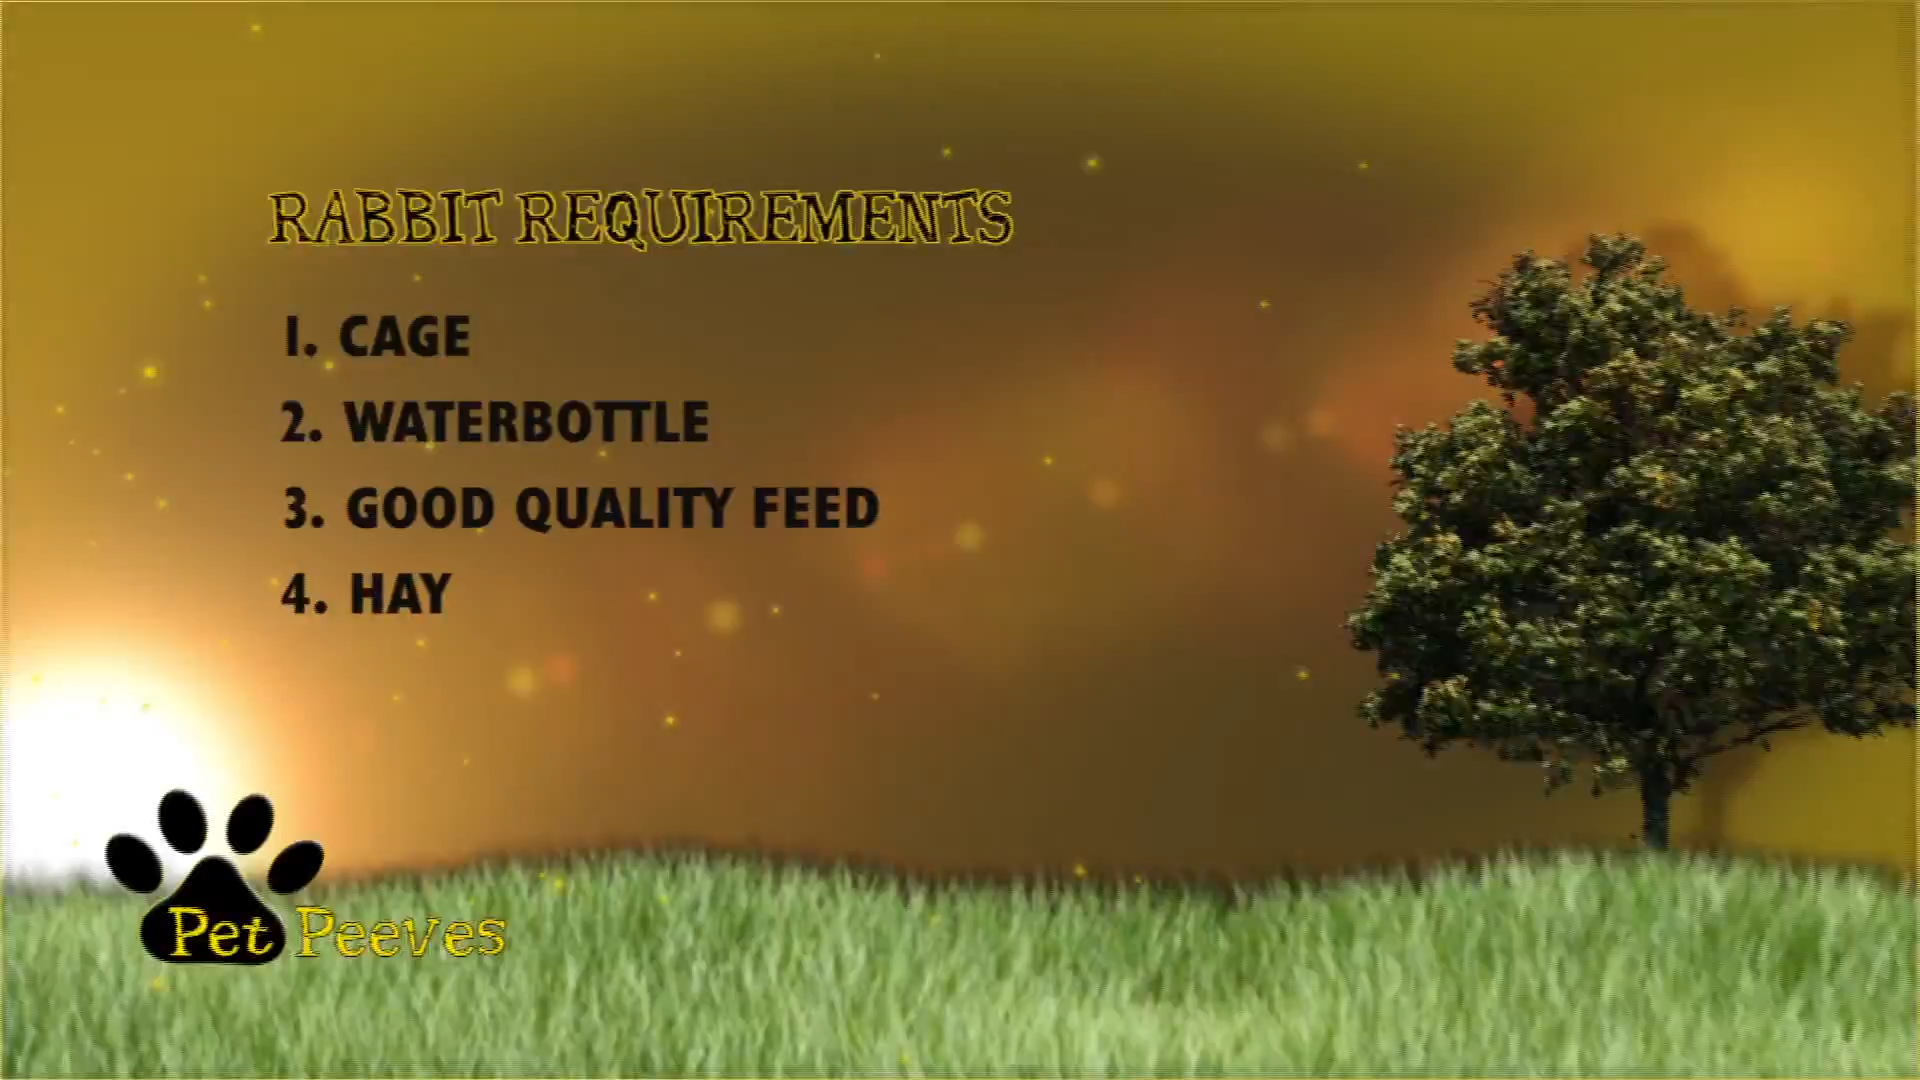 RABBIT REQUIREMENTS
1. CAGE
2. WATERBOTTLE
3. GOOD QUALITY FEED
4. HAY
Pet Peeves